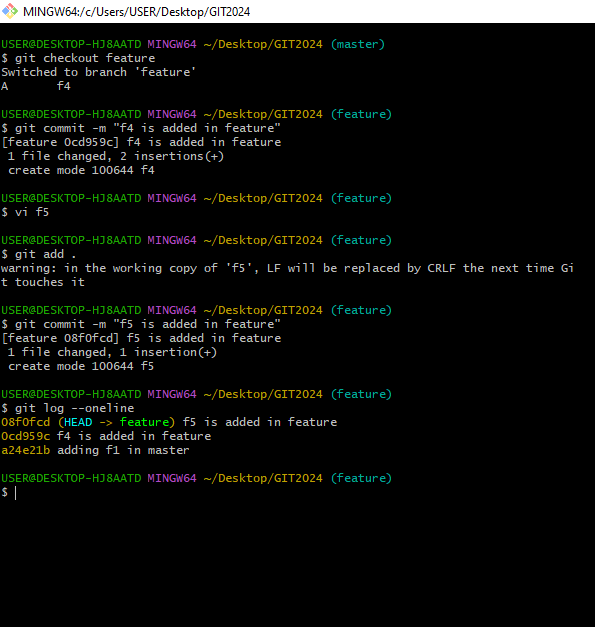 MINGW64:/c/Users/USER/Desktop/GIT2024
USER@DESKTOP-HJ8AATD MINGW64 ~/Desktop/GIT2024 (master)
$ git checkout feature
Switched to branch 'feature'
A       f4
USER@DESKTOP-HJ8AATD MINGW64 ~/Desktop/GIT2024 (feature)
$ git commit -m "f4 is added in feature"
[feature 0cd959c] f4 is added in feature
 1 file changed, 2 insertions(+)
 create mode 100644 f4
USER@DESKTOP-HJ8AATD MINGW64 ~/Desktop/GIT2024 (feature)
$ vi f5
USER@DESKTOP-HJ8AATD MINGW64 ~/Desktop/GIT2024 (feature)
$ git add .
warning: in the working copy of 'f5', LF will be replaced by CRLF the next time Gi
t touches it
USER@DESKTOP-HJ8AATD MINGW64 ~/Desktop/GIT2024 (feature)
$ git commit -m "f5 is added in feature"
[feature 08f0fcd] f5 is added in feature
 1 file changed, 1 insertion(+)
 create mode 100644 f5
USER@DESKTOP-HJ8AATD MINGW64 ~/Desktop/GIT2024 (feature)
$ git log --oneline
08f0fcd (HEAD -> feature) f5 is added in feature
0cd959c f4 is added in feature
a24e21b adding f1 in master
USER@DESKTOP-HJ8AATD MINGW64 ~/Desktop/GIT2024 (feature)
$